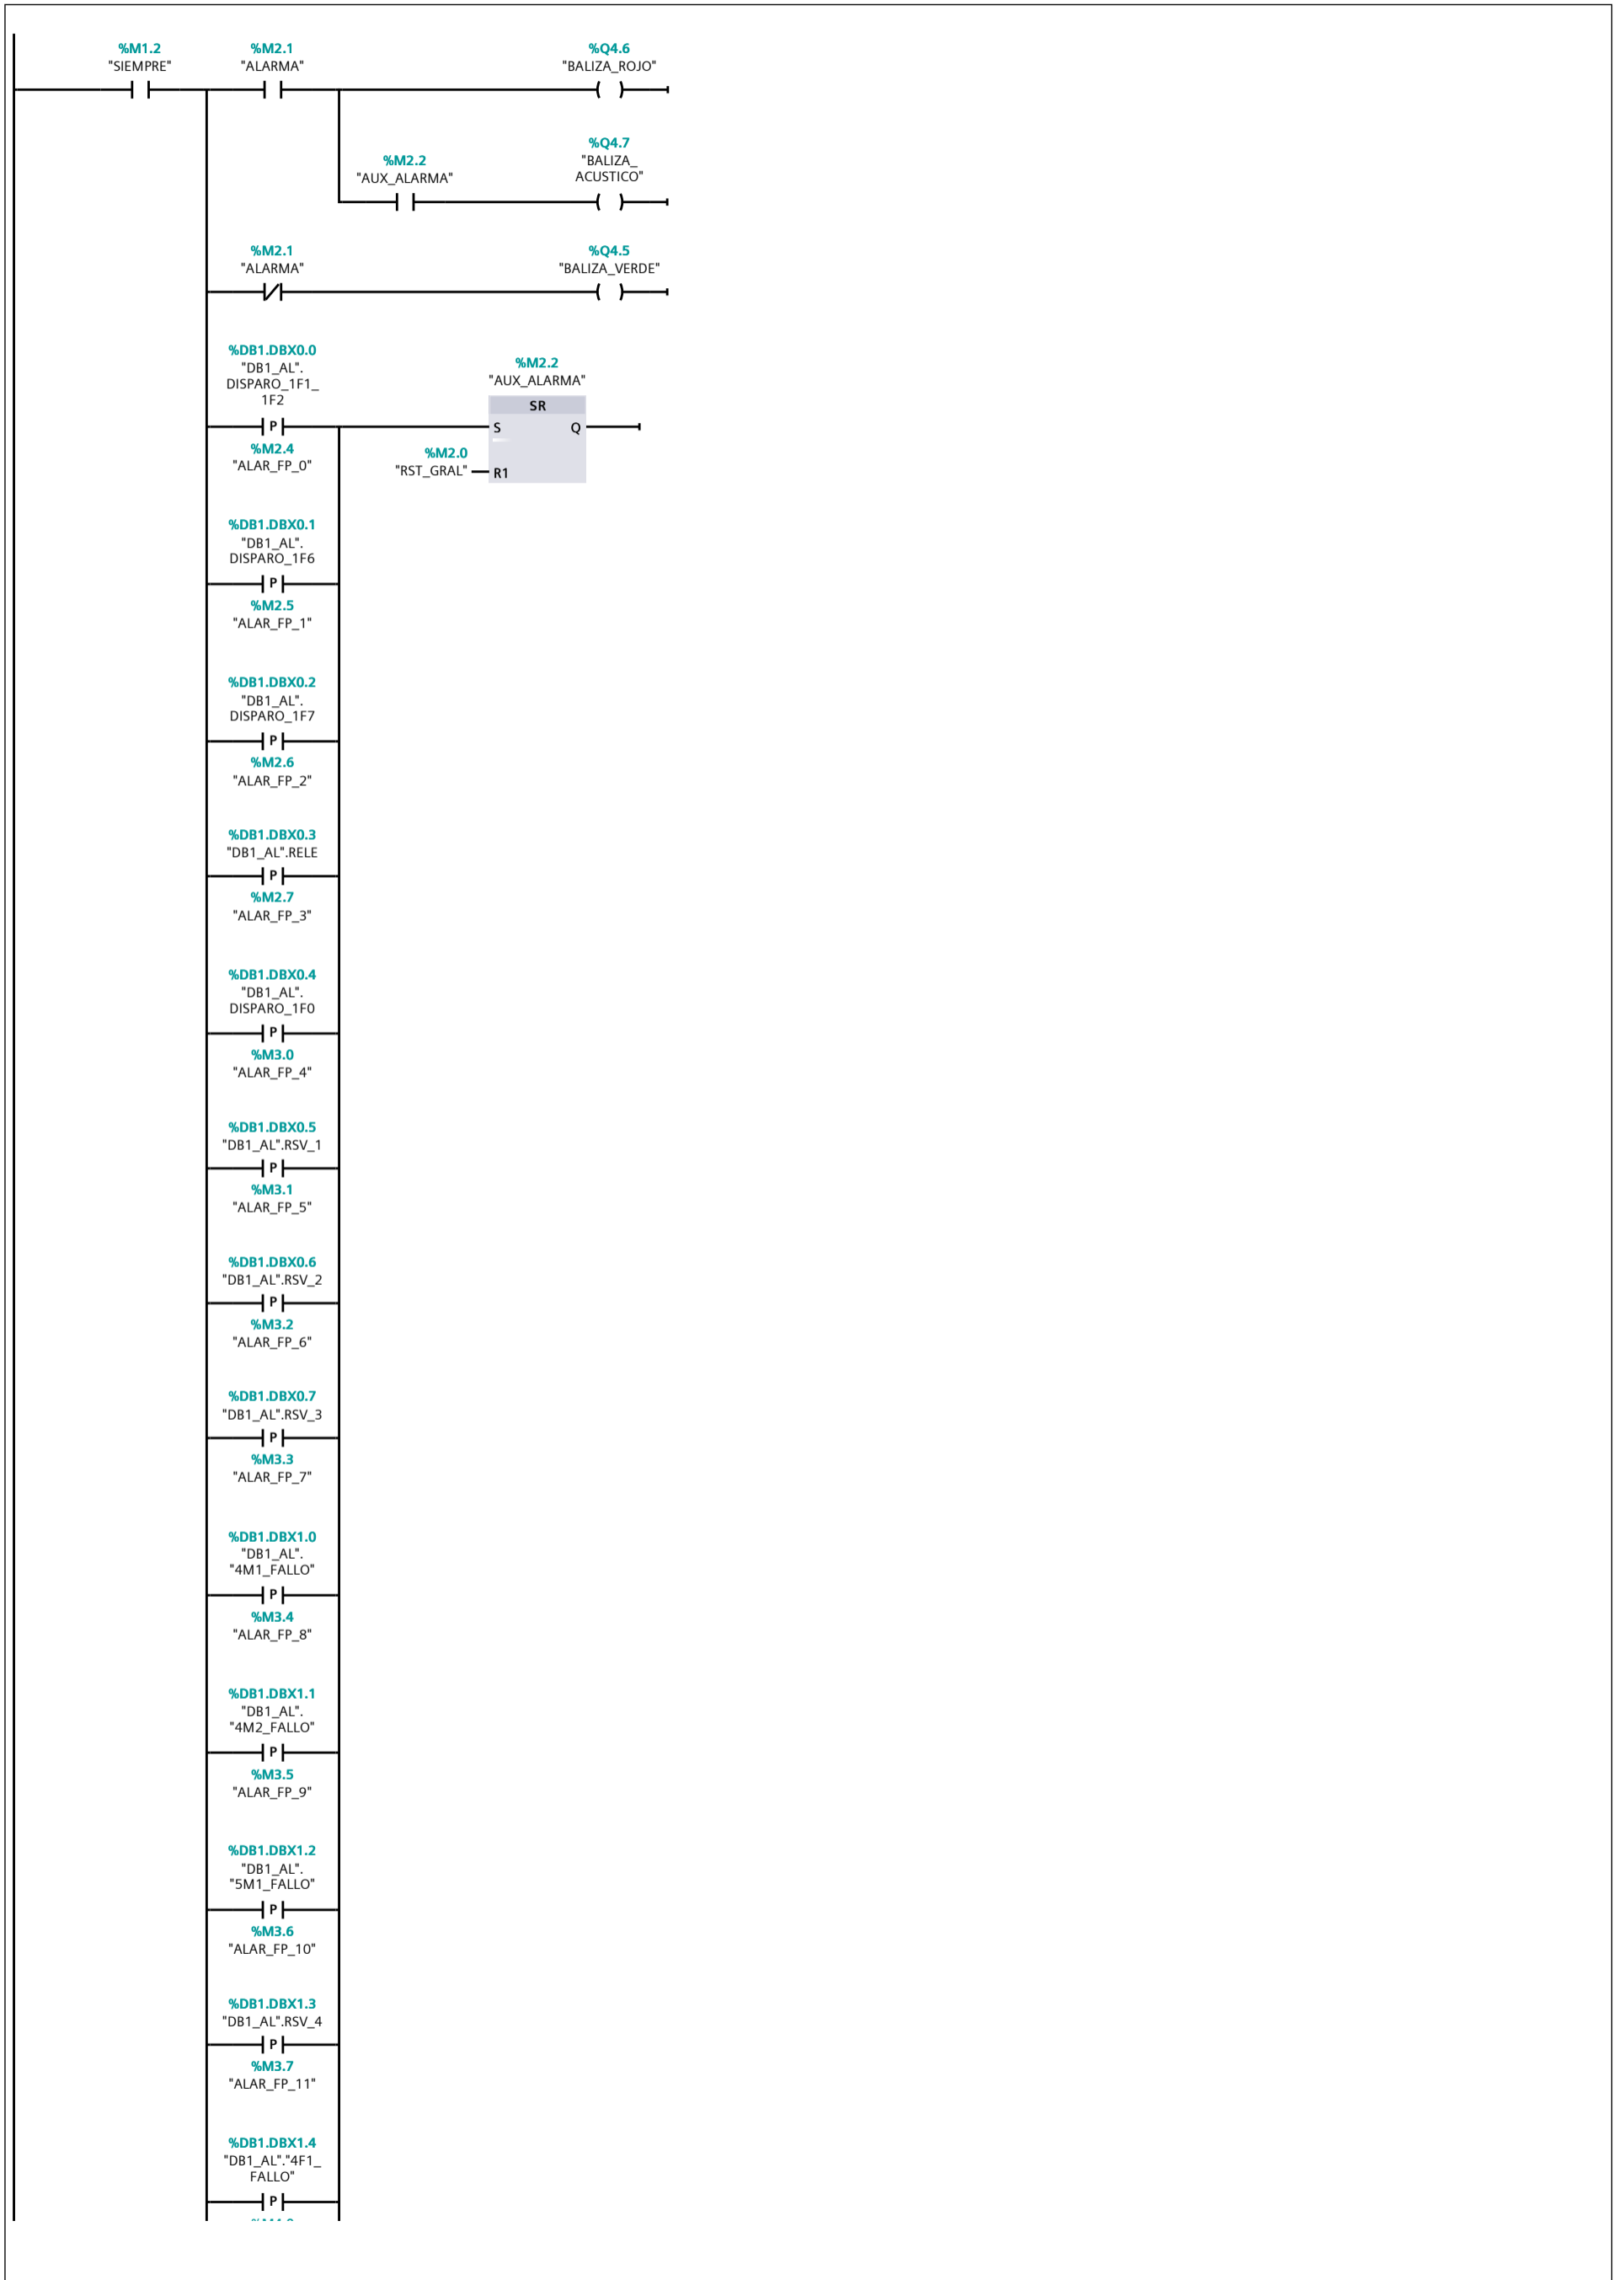 %M1.2
"SIEMPRE"
%M2.1
"ALARMA"
%Q4.6
"BALIZA_ROJO"
%M2.2
"AUX_ALARMA"
%Q4.7
"BALIZA_
ACUSTICO"
%M2.1
"ALARMA"
%Q4.5
"BALIZA_VERDE"
%DB1.DBX0.0
"DB1_AL".
DISPARO_1F1_
1F2
P
%M2.4
"ALAR_FP_0"
%M2.2
"AUX_ALARMA"
SR
S Q
%M2.0
"RST_GRAL"
R1
%DB1.DBX0.1
"DB1_AL".
DISPARO_1F6
P
%M2.5
"ALAR_FP_1"
%DB1.DBX0.2
"DB1_AL".
DISPARO_1F7
P
%M2.6
"ALAR_FP_2"
%DB1.DBX0.3
"DB1_AL".RELE
P
%M2.7
"ALAR_FP_3"
%DB1.DBX0.4
"DB1_AL".
DISPARO_1F0
P
%M3.0
"ALAR_FP_4"
%DB1.DBX0.5
"DB1_AL".RSV_1
P
%M3.1
"ALAR_FP_5"
%DB1.DBX0.6
"DB1_AL".RSV_2
P
%M3.2
"ALAR_FP_6"
%DB1.DBX0.7
"DB1_AL".RSV_3
P
%M3.3
"ALAR_FP_7"
%DB1.DBX1.0
"DB1_AL".
"4M1_FALLO"
P
%M3.4
"ALAR_FP_8"
%DB1.DBX1.1
"DB1_AL".
"4M2_FALLO"
P
%M3.5
"ALAR_FP_9"
%DB1.DBX1.2
"DB1_AL".
"5M1_FALLO"
P
%M3.6
"ALAR_FP_10"
%DB1.DBX1.3
"DB1_AL".RSV_4
P
%M3.7
"ALAR_FP_11"
%DB1.DBX1.4
"DB1_AL"."4F1_
FALLO"
P